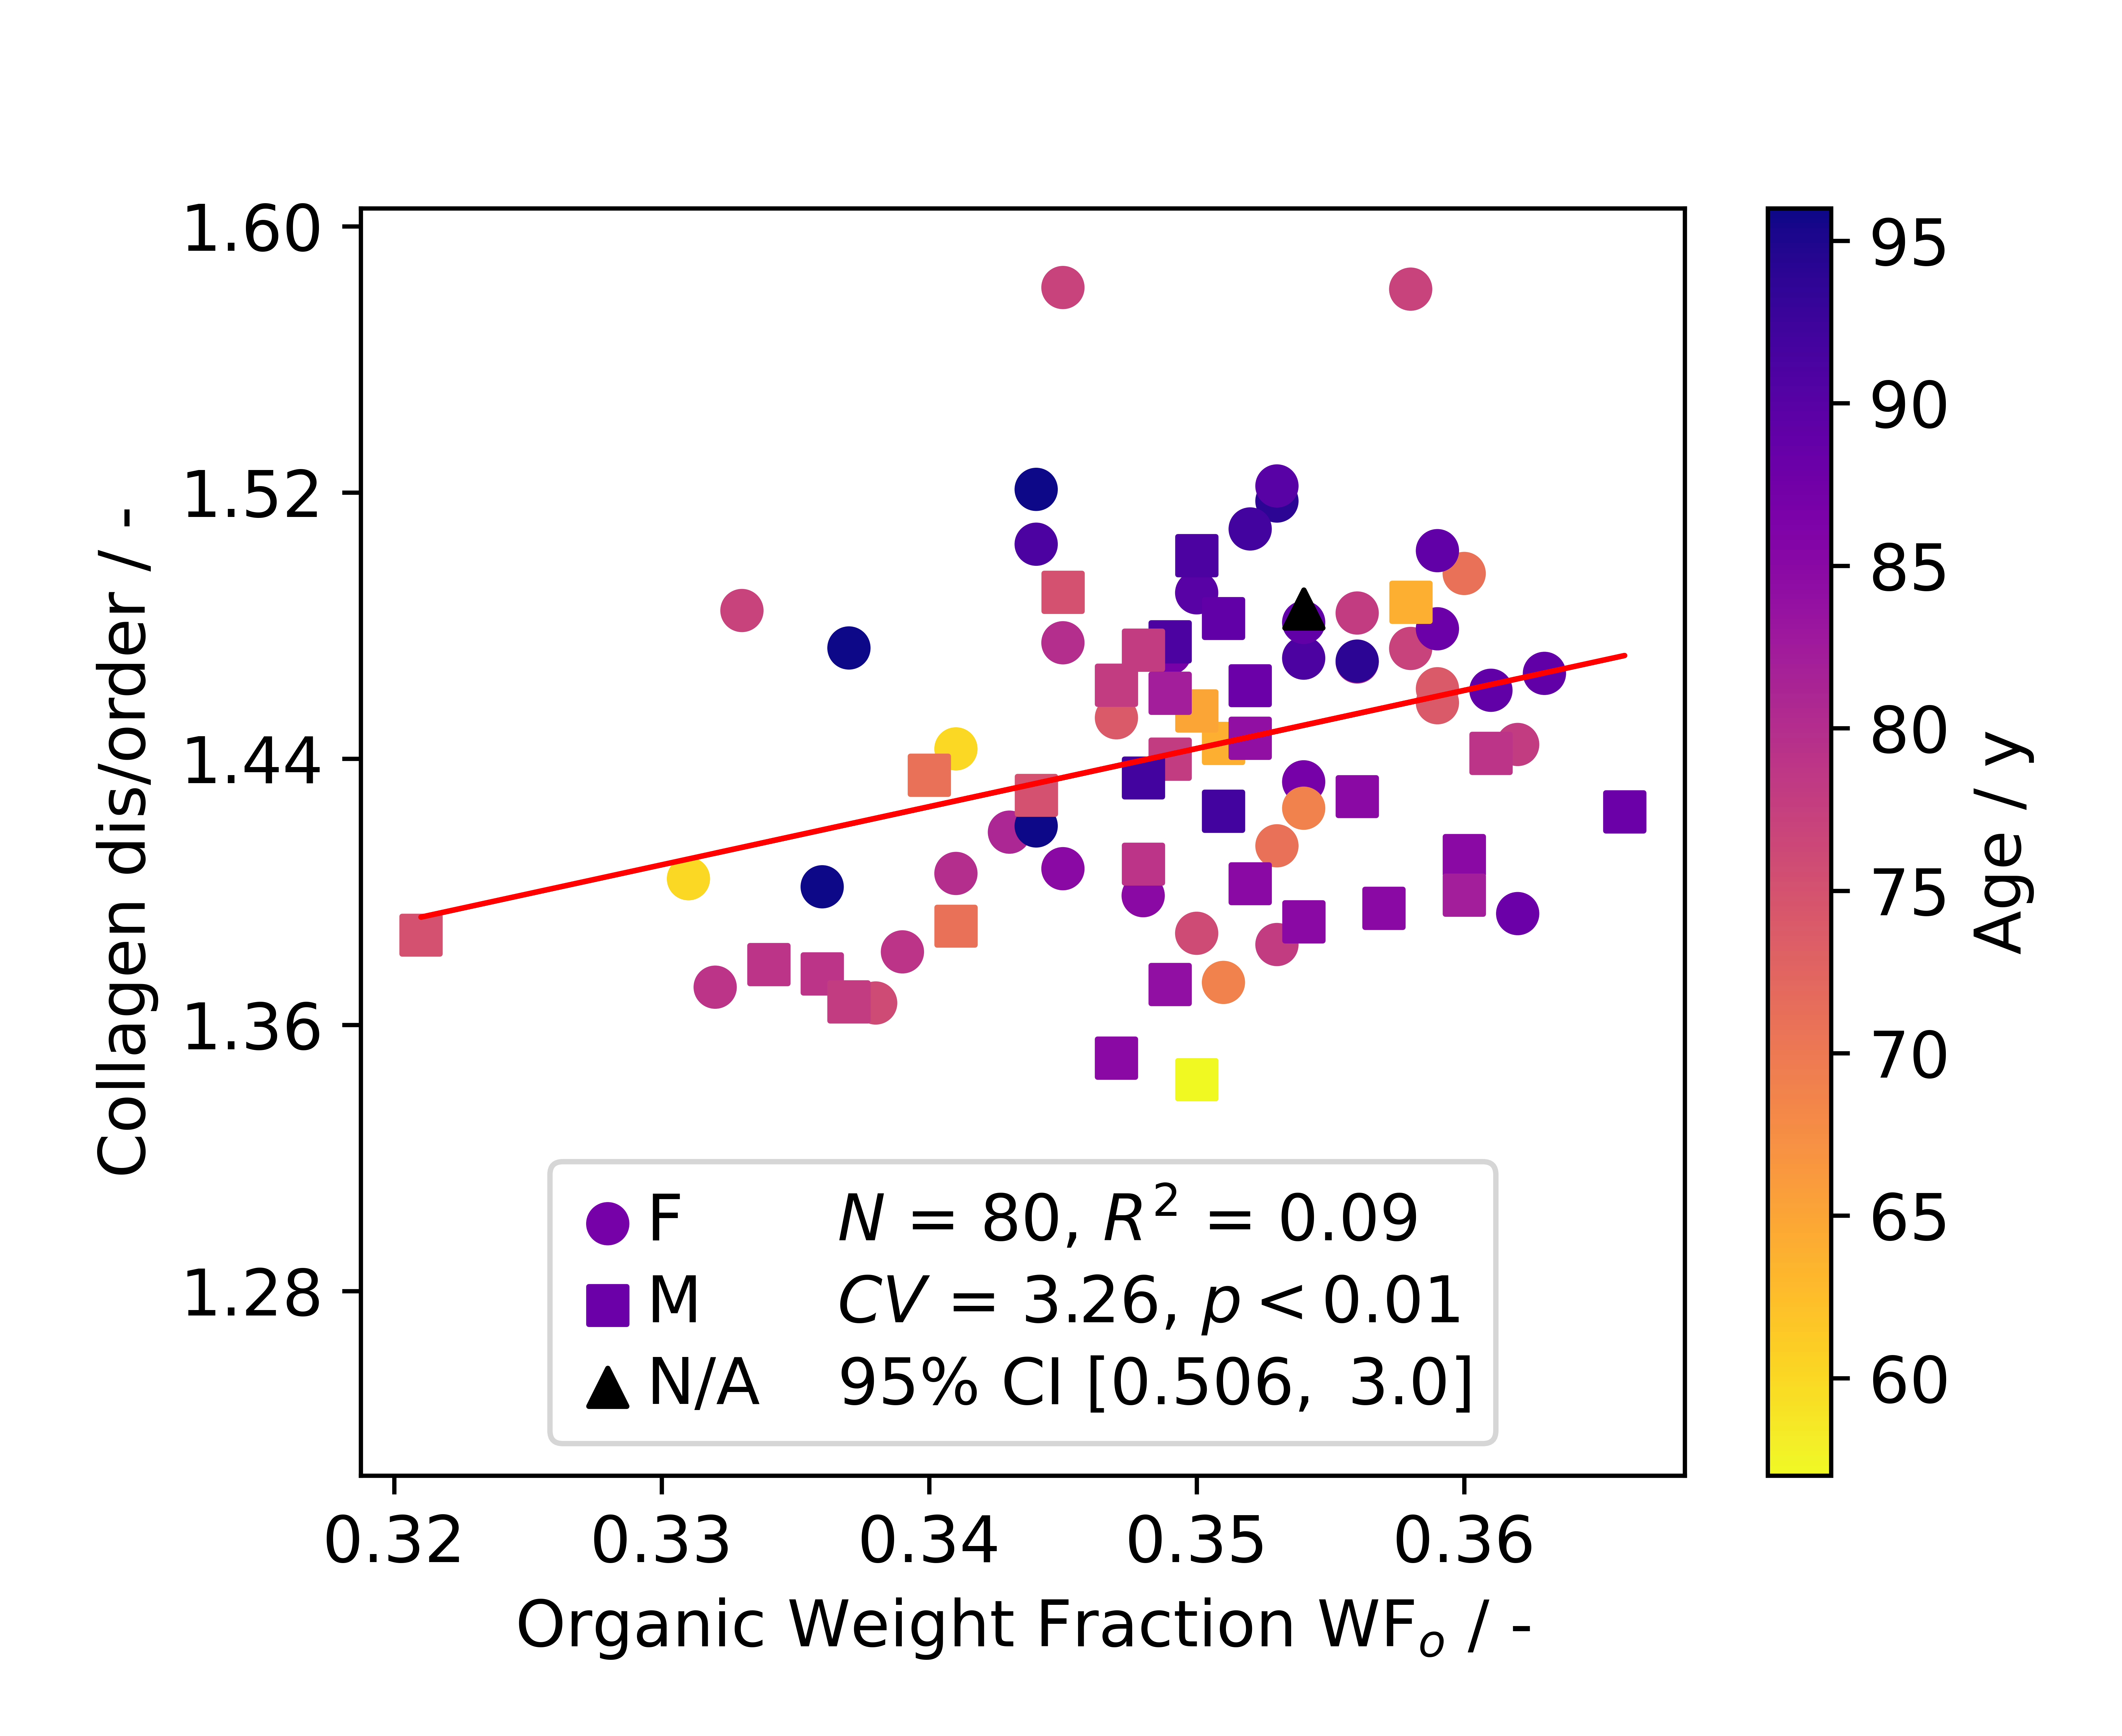 1.60
1.52
1.44
1.36
1.28
Collagen dis/order / -
0.32 0.33 0.34 0.35 0.36
Organic Weight Fraction WFₒ / -
F N = 80, R² = 0.09
M CV = 3.26, p < 0.01
N/A 95% CI [0.506, 3.0]
95
90
85
80
75
70
65
60
Age / y